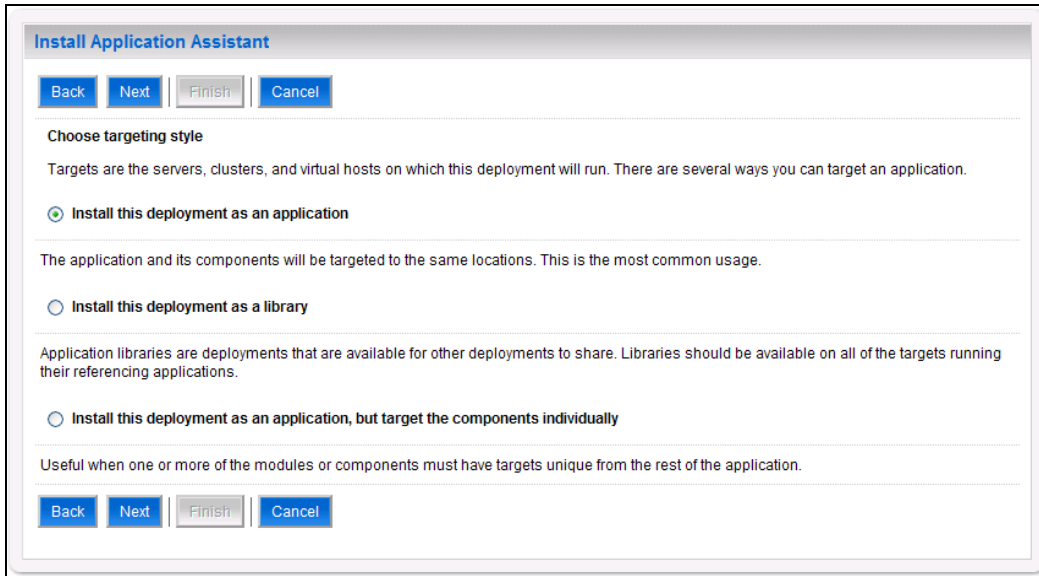 Install Application Assistant
Back Next Finish Cancel
Choose targeting style
Targets are the servers, clusters, and virtual hosts on which this deployment will run. There are several ways you can target an application.
Install this deployment as an application
The application and its components will be targeted to the same locations. This is the most common usage.
Install this deployment as a library
Application libraries are deployments that are available for other deployments to share. Libraries should be available on all of the targets running
their referencing applications.
Install this deployment as an application, but target the components individually
Useful when one or more of the modules or components must have targets unique from the rest of the application.
Back Next Finish Cancel